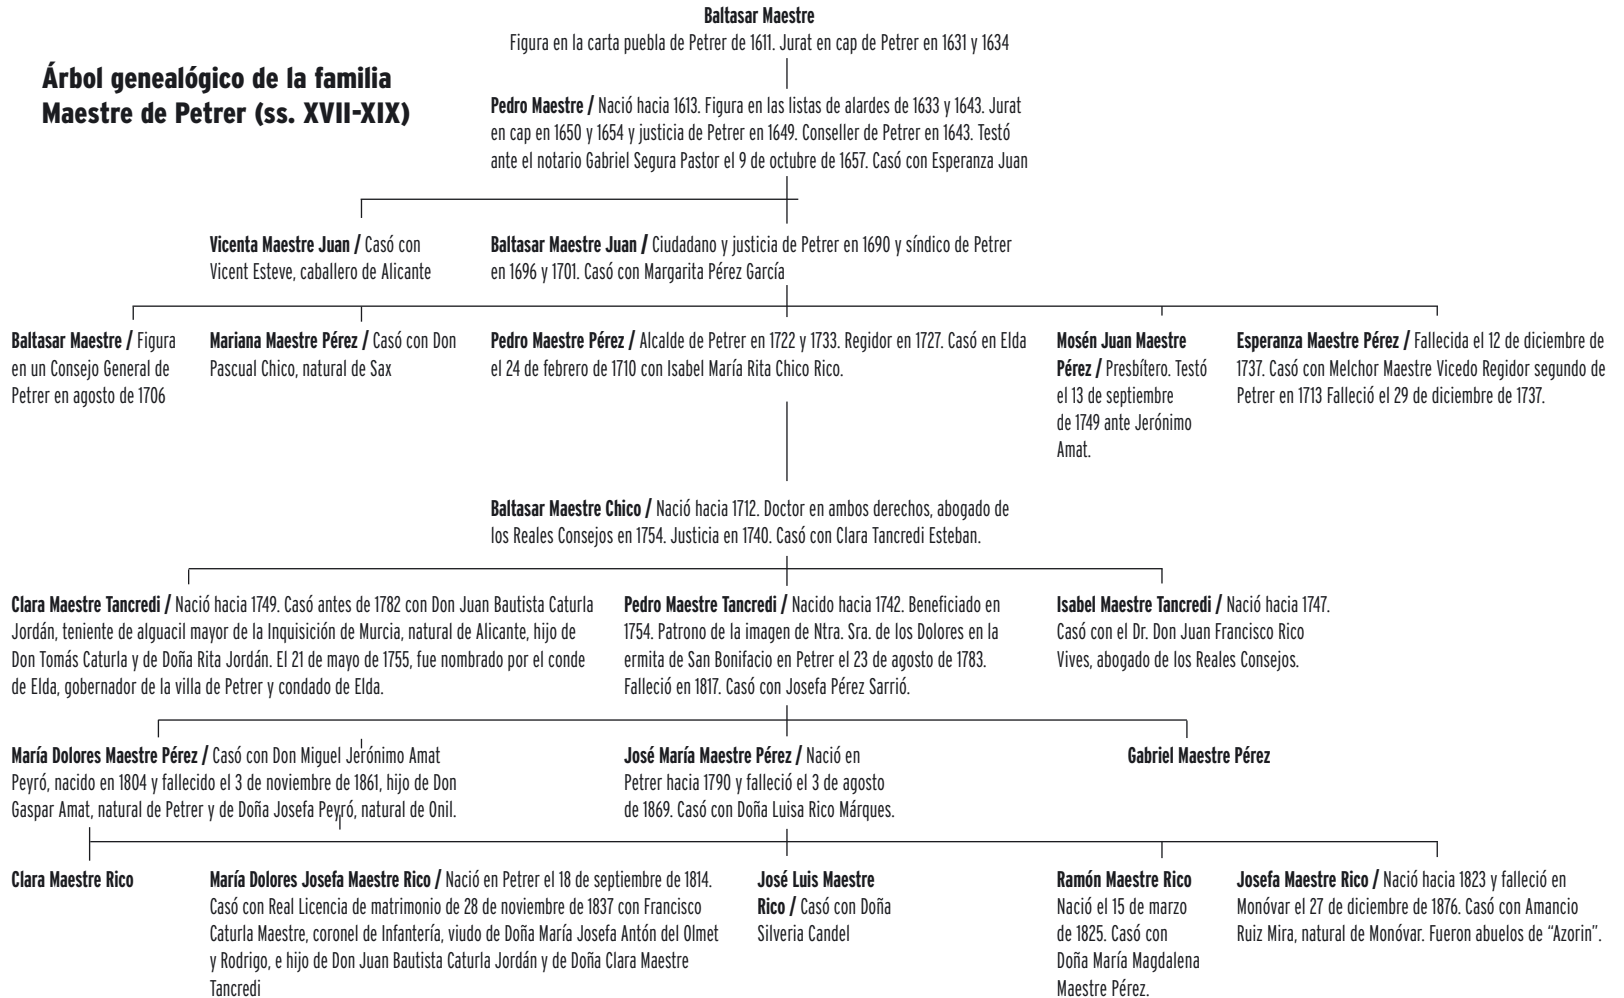 Baltasar Maestre
Figura en la carta puebla de Petrer de 1611. Jurat en cap de Petrer en 1631 y 1634
Árbol genealógico de la familia
Maestre de Petrer (ss. XVII-XIX)
Pedro Maestre / Nació hacia 1613. Figura en las listas de alardes de 1633 y 1643. Jurat
en cap en 1650 y 1654 y justicia de Petrer en 1649. Conseller de Petrer en 1643. Testó
ante el notario Gabriel Segura Pastor el 9 de octubre de 1657. Casó con Esperanza Juan
Vicenta Maestre Juan / Casó con
Vicent Esteve, caballero de Alicante
Baltasar Maestre Juan / Ciudadano y justicia de Petrer en 1690 y síndico de Petrer
en 1696 y 1701. Casó con Margarita Pérez García
Baltasar Maestre / Figura
en un Consejo General de
Petrer en agosto de 1706
Mariana Maestre Pérez / Casó con Don
Pascual Chico, natural de Sax
Pedro Maestre Pérez / Alcalde de Petrer en 1722 y 1733. Regidor en 1727. Casó en Elda
el 24 de febrero de 1710 con Isabel María Rita Chico Rico.
Mosén Juan Maestre
Pérez / Presbítero. Testó
el 13 de septiembre
de 1749 ante Jerónimo
Amat.
Esperanza Maestre Pérez / Fallecida el 12 de diciembre de
1737. Casó con Melchor Maestre Vicedo Regidor segundo de
Petrer en 1713 Falleció el 29 de diciembre de 1737.
Baltasar Maestre Chico / Nació hacia 1712. Doctor en ambos derechos, abogado de
los Reales Consejos en 1754. Justicia en 1740. Casó con Clara Tancredi Esteban.
Clara Maestre Tancredi / Nació hacia 1749. Casó antes de 1782 con Don Juan Bautista Caturla
Jordán, teniente de alguacil mayor de la Inquisición de Murcia, natural de Alicante, hijo de
Don Tomás Caturla y de Doña Rita Jordán. El 21 de mayo de 1755, fue nombrado por el conde
de Elda, gobernador de la villa de Petrer y condado de Elda.
Pedro Maestre Tancredi / Nacido hacia 1742. Beneficiado en
1754. Patrono de la imagen de Ntra. Sra. de los Dolores en la
ermita de San Bonifacio en Petrer el 23 de agosto de 1783.
Falleció en 1817. Casó con Josefa Pérez Sarrió.
Isabel Maestre Tancredi / Nació hacia 1747.
Casó con el Dr. Don Juan Francisco Rico
Vives, abogado de los Reales Consejos.
María Dolores Maestre Pérez / Casó con Don Miguel Jerónimo Amat
Peyró, nacido en 1804 y fallecido el 3 de noviembre de 1861, hijo de Don
Gaspar Amat, natural de Petrer y de Doña Josefa Peyró, natural de Onil.
José María Maestre Pérez / Nació en
Petrer hacia 1790 y falleció el 3 de agosto
de 1869. Casó con Doña Luisa Rico Márques.
Gabriel Maestre Pérez
Clara Maestre Rico
María Dolores Josefa Maestre Rico / Nació en Petrer el 18 de septiembre de 1814.
Casó con Real Licencia de matrimonio de 28 de noviembre de 1837 con Francisco
Caturla Maestre, coronel de Infantería, viudo de Doña María Josefa Antón del Olmet
y Rodrigo, e hijo de Don Juan Bautista Caturla Jordán y de Doña Clara Maestre
Tancredi
José Luis Maestre
Rico / Casó con Doña
Silveria Candel
Ramón Maestre Rico
Nació el 15 de marzo
de 1825. Casó con
Doña María Magdalena
Maestre Pérez.
Josefa Maestre Rico / Nació hacia 1823 y falleció en
Monóvar el 27 de diciembre de 1876. Casó con Amancio
Ruiz Mira, natural de Monóvar. Fueron abuelos de “Azorin”.